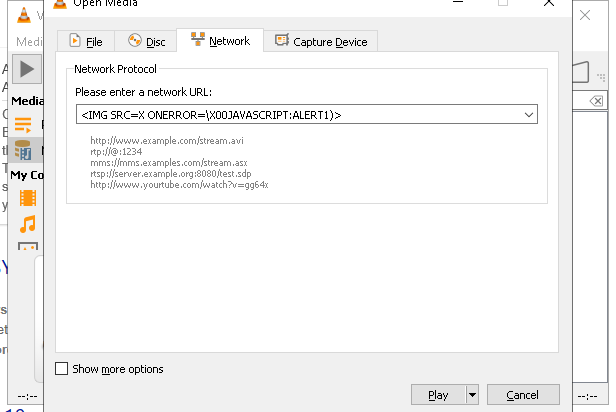 Open Media
Medi
File
Disc
Network
Capture Device
Network Protocol
Please enter a network URL:
<IMG SRC=X ONERROR=\X00JAVASCRIPT:ALERT1)>
http://www.example.com/stream.avi
rtp://@:1234
mms://mms.examples.com/stream.asx
rtsp://server.example.org:8080/test.sdp
http://www.yourtube.com/watch?v=gg64x
Media
My Co
Show more options
Play
Cancel
--:--
--:--